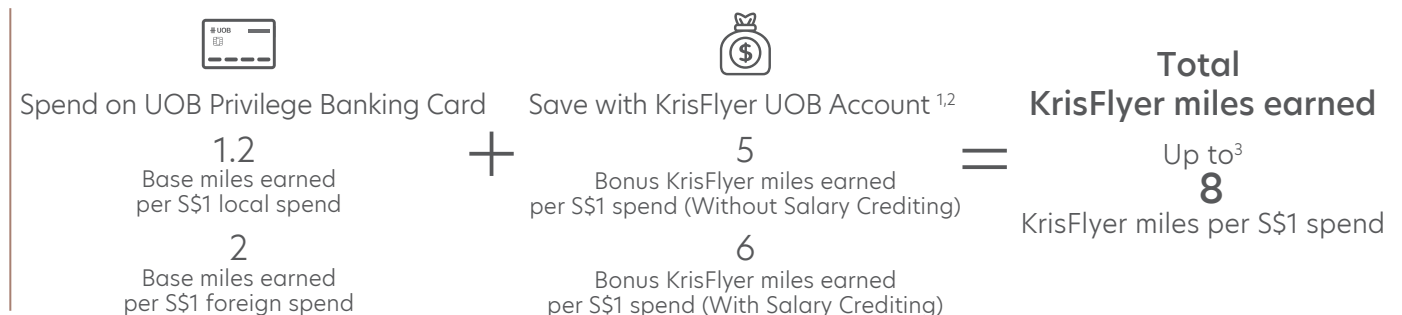 UOB
Spend on UOB Privilege Banking Card
1.2
Base miles earned
per S$1 local spend
2
Base miles earned
per S$1 foreign spend
+
$
Save with KrisFlyer UOB Account 1,2
5
Bonus KrisFlyer miles earned
per S$1 spend (Without Salary Crediting)
6
Bonus KrisFlyer miles earned
per S$1 spend (With Salary Crediting)
=
Total
KrisFlyer miles earned
Up to3
8
KrisFlyer miles per S$1 spend